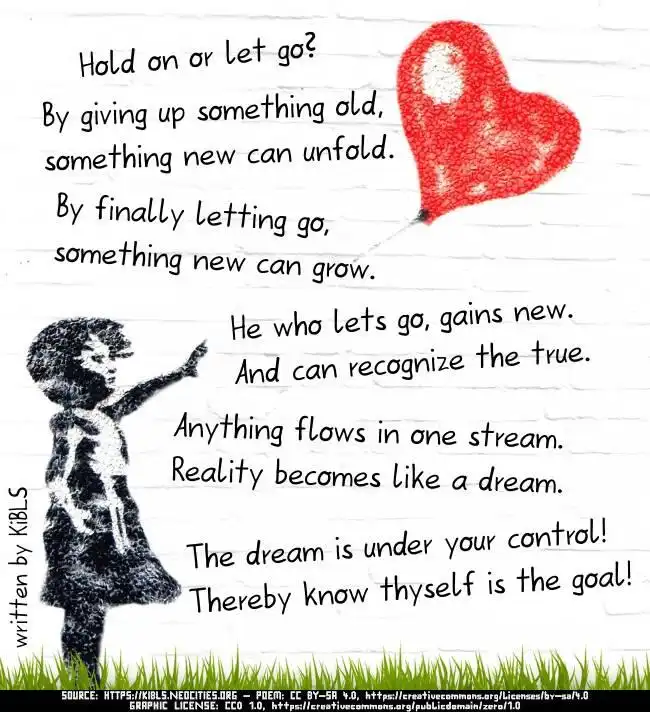 Hold on or let go?
By giving up something old,
something new can unfold.
By finally letting go,
something new can grow.
He who lets go, gains new.
And can recognize the true.
Anything flows in one stream.
Reality becomes like a dream.
The dream is under your control!
Thereby know thyself is the goal!
written by KiBLS
SOURCE: HTTPS://KIBLS.NEOCITIES.ORG – POEM: CC BY-SA 4.0, https://creativecommons.org/licenses/by-sa/4.0
GRAPHIC LICENSE: CC0 1.0, https://creativecommons.org/publicdomain/zero/1.0